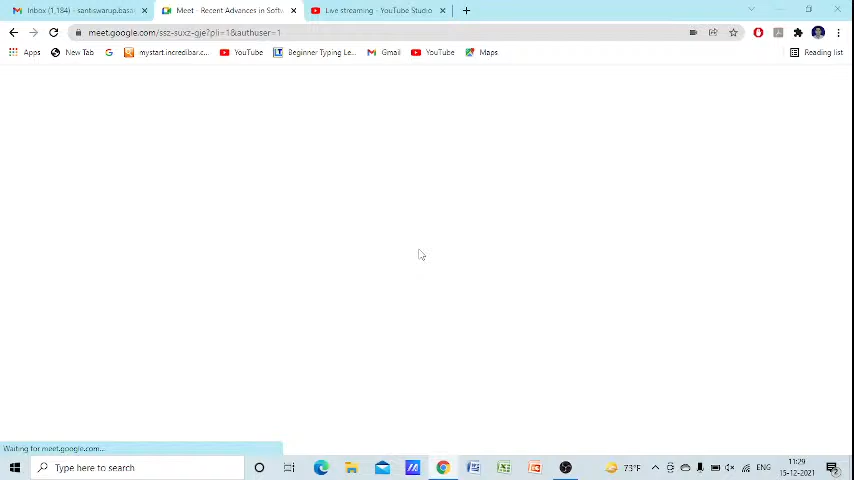 Inbox (1,184) - santiswarup.basa
Meet - Recent Advances in Softw
Live streaming - YouTube Studio
meet.google.com/ssz-suxz-gje?pli=1&authuser=1
Apps
New Tab
mystart.incredibar.c...
YouTube
Beginner Typing Le...
Gmail
YouTube
Maps
Reading list
Waiting for meet.google.com...
Type here to search
73°F
ENG
11:29
15-12-2021